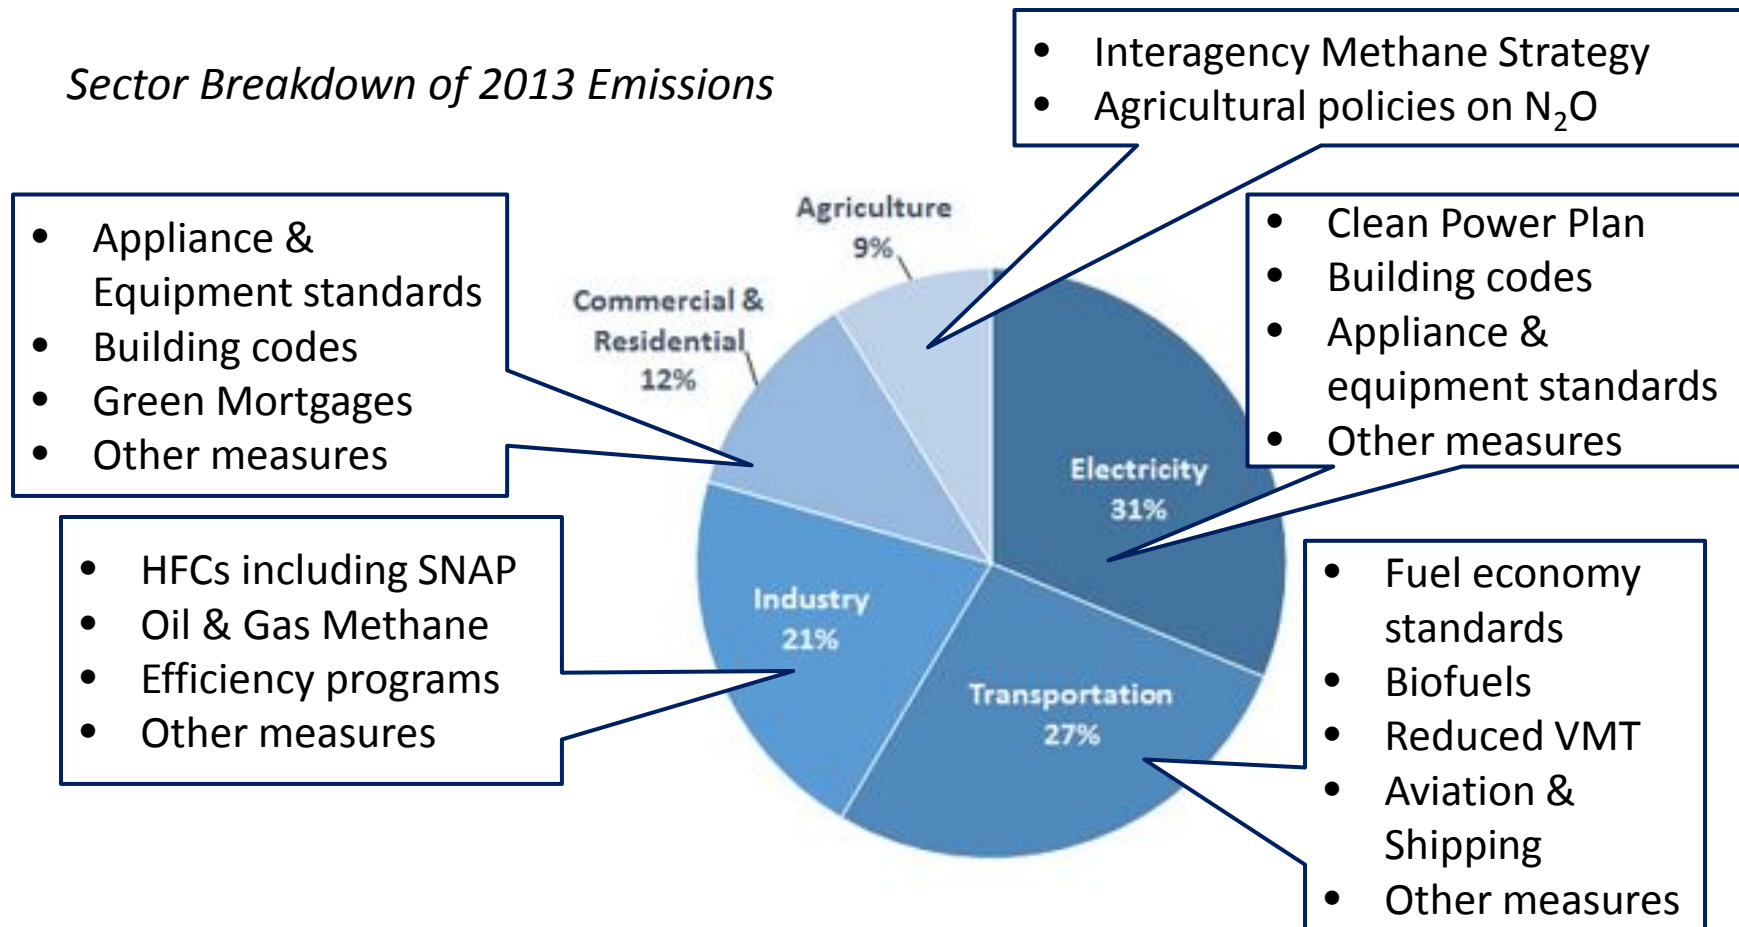 Sector Breakdown of 2013 Emissions
• Interagency Methane Strategy
• Agricultural policies on N₂O
• Appliance &
Equipment standards
• Building codes
• Green Mortgages
• Other measures
Agriculture
9%
Commercial &
Residential
12%
• Clean Power Plan
• Building codes
• Appliance &
equipment standards
• Other measures
Electricity
31%
• HFCs including SNAP
• Oil & Gas Methane
• Efficiency programs
• Other measures
Industry
21%
Transportation
27%
• Fuel economy
standards
• Biofuels
• Reduced VMT
• Aviation &
Shipping
• Other measures